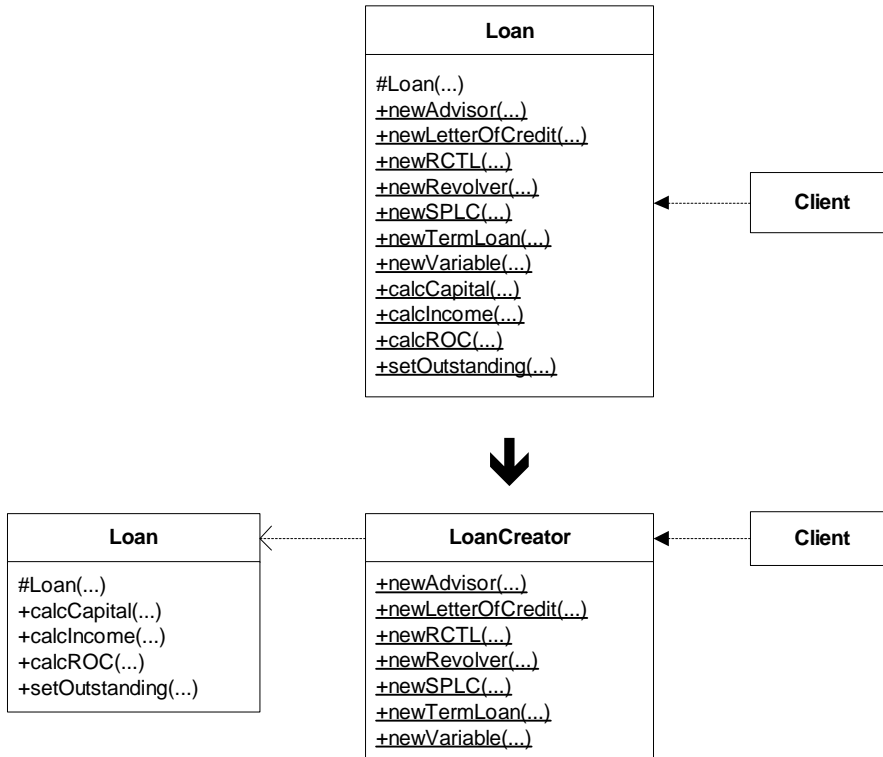 Loan
#Loan(...)
+newAdvisor(...)
+newLetterOfCredit(...)
+newRCTL(...)
+newRevolver(...)
+newSPLC(...)
+newTermLoan(...)
+newVariable(...)
+calcCapital(...)
+calcIncome(...)
+calcROC(...)
+setOutstanding(...)
Client
Loan
#Loan(...)
+calcCapital(...)
+calcIncome(...)
+calcROC(...)
+setOutstanding(...)
LoanCreator
+newAdvisor(...)
+newLetterOfCredit(...)
+newRCTL(...)
+newRevolver(...)
+newSPLC(...)
+newTermLoan(...)
+newVariable(...)
Client